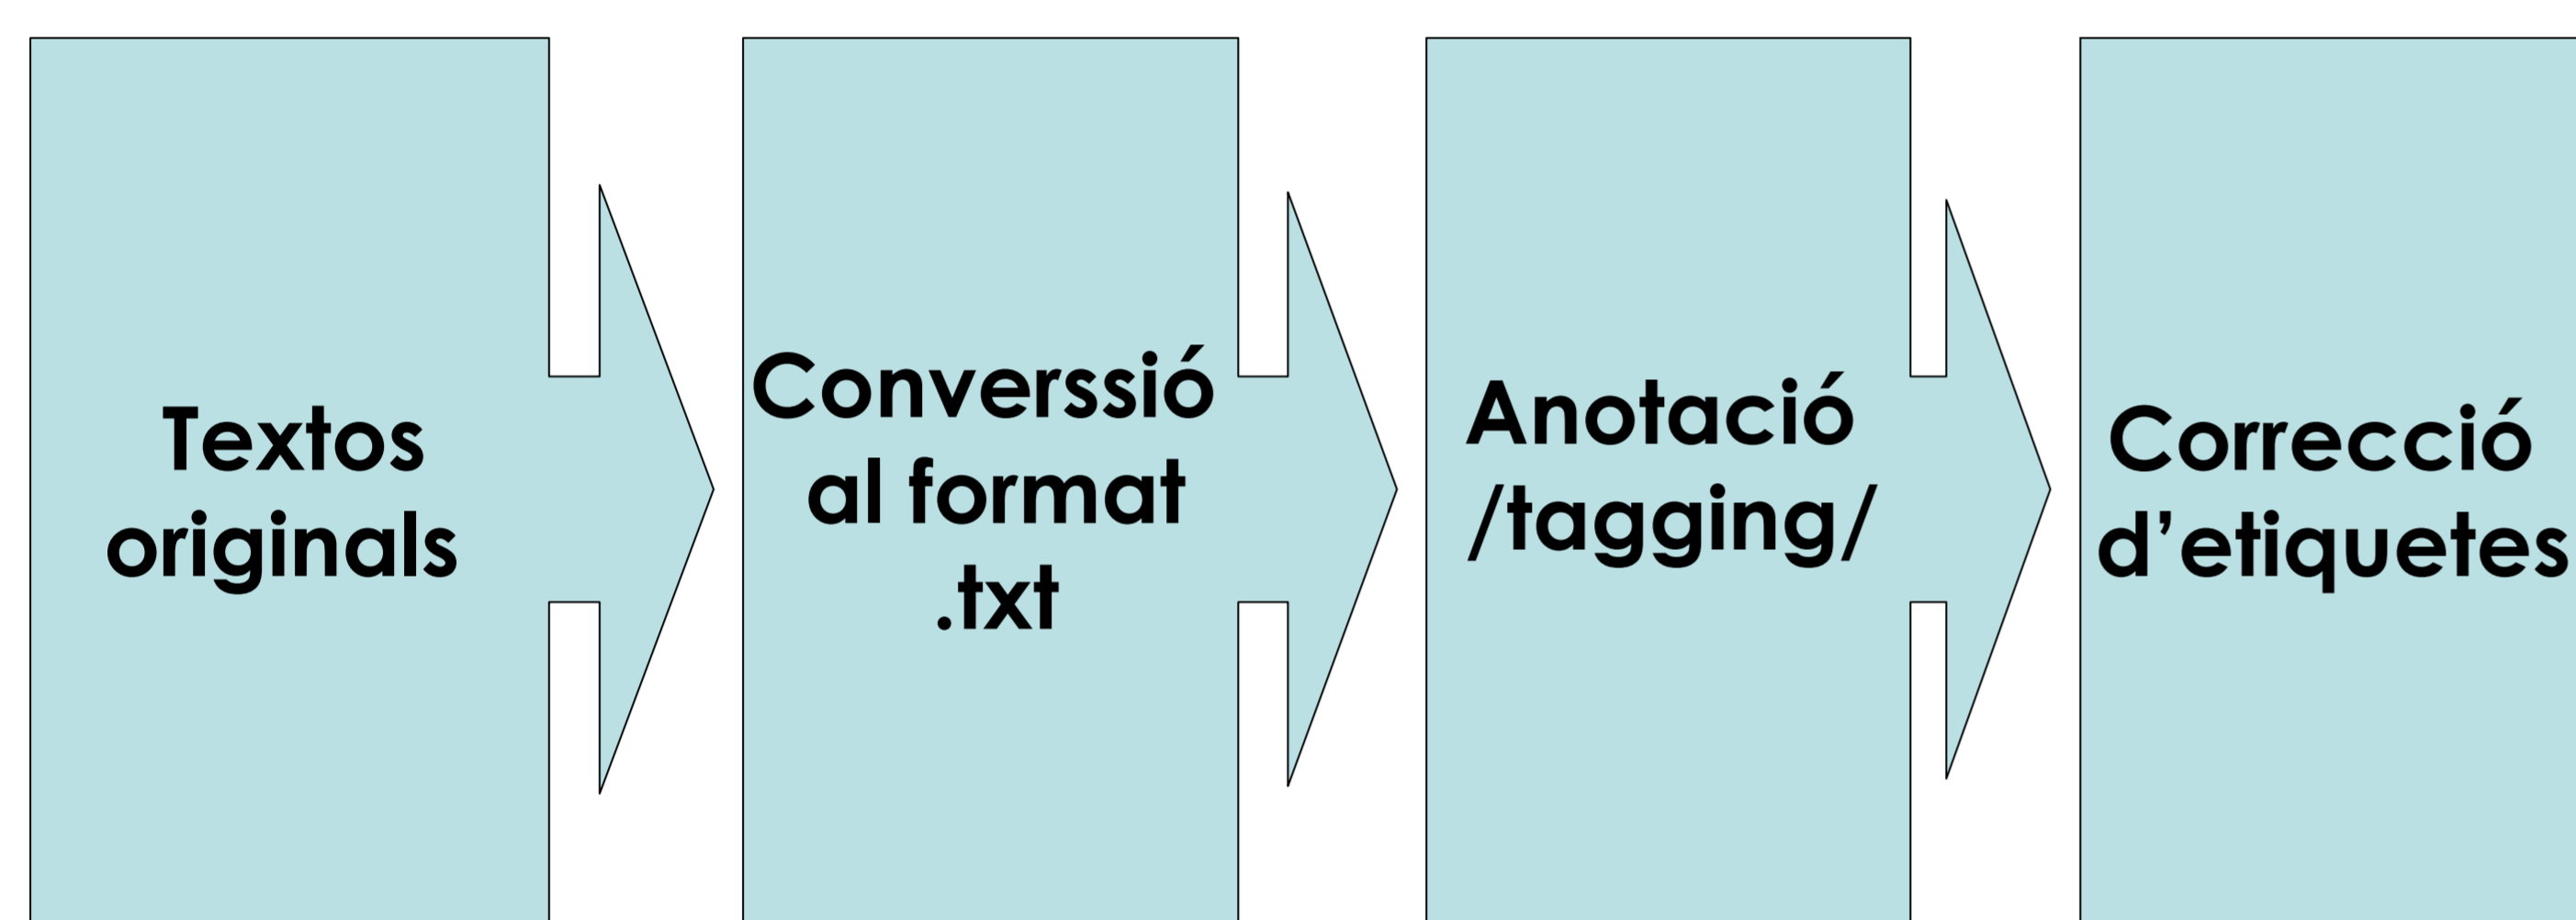 Textos
originals
Converssió
al format
.txt
Anotació
/tagging/
Correcció
d’etiquetes